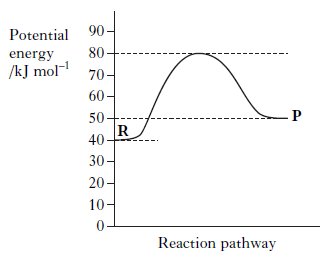 Potential
energy
/kJ mol⁻¹
90
80
70
60
50
40
30
20
10
0
R
P
Reaction pathway